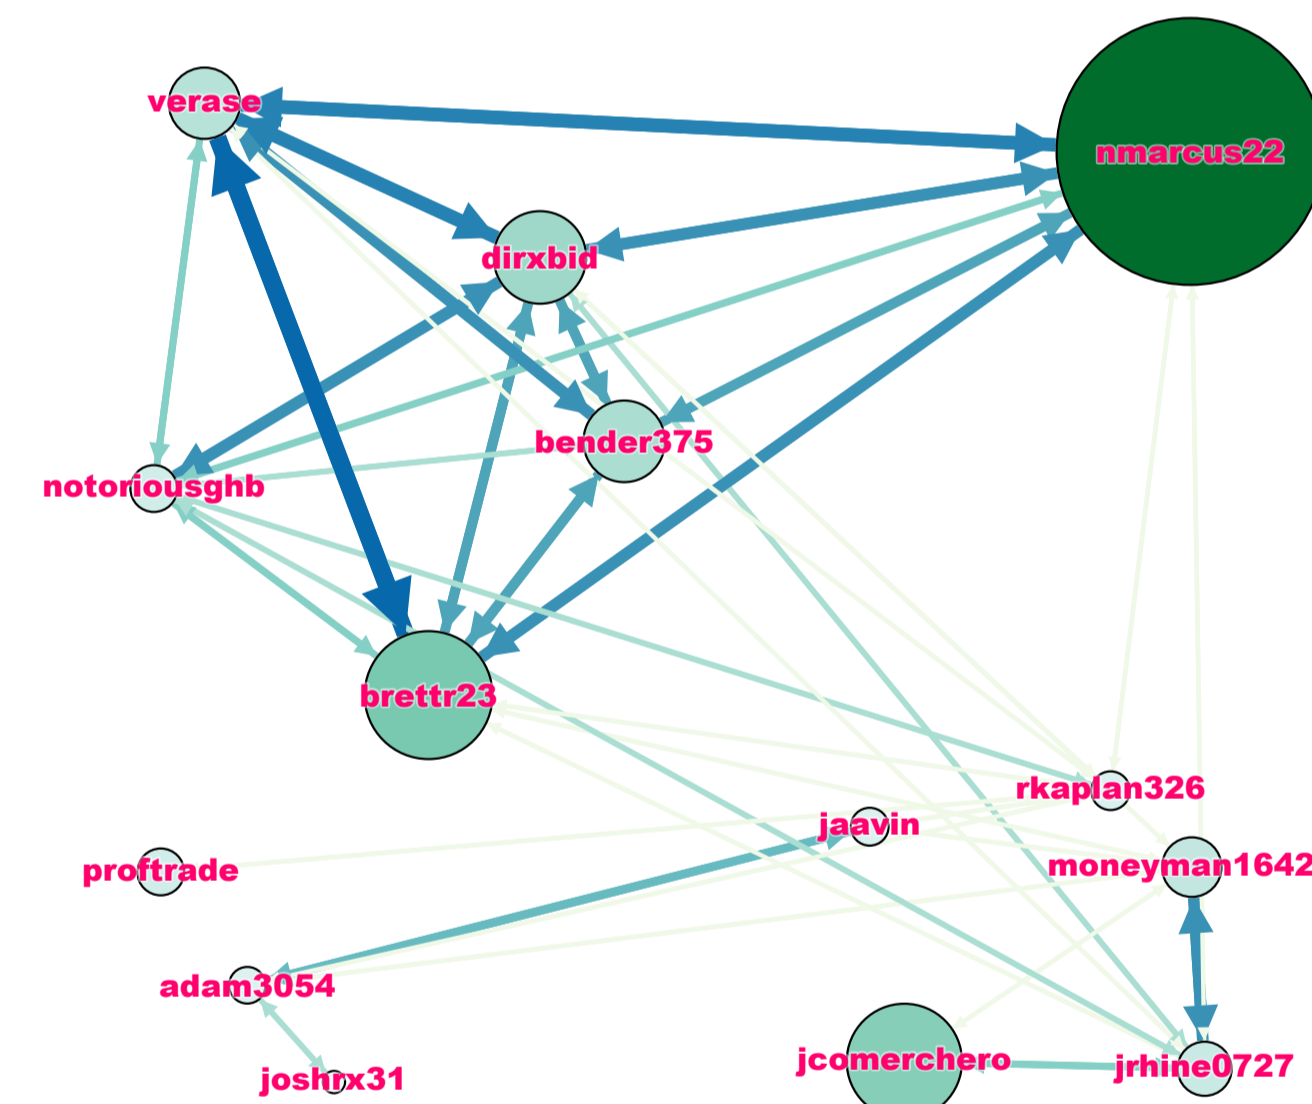 verase
nmarcus22
dirxbid
bender375
notoriousghb
brettr23
rkaplan326
jaavin
moneyman1642
proftrade
adam3054
jcomerchero
jrhine0727
joshrx31